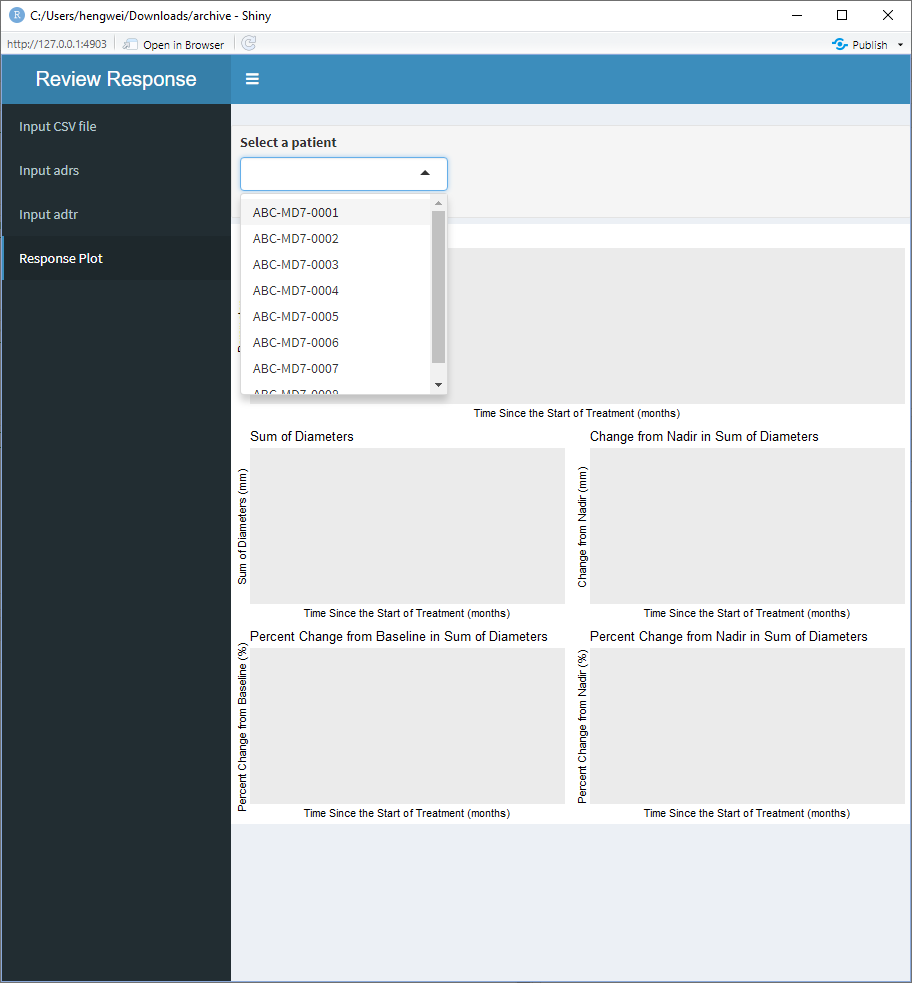 C:/Users/hengwei/Downloads/archive - Shiny
http://127.0.0.1:4903 Open in Browser Publish
Review Response
Input CSV file
Input adrs
Input adtr
Response Plot
Select a patient
ABC-MD7-0001
ABC-MD7-0002
ABC-MD7-0003
ABC-MD7-0004
ABC-MD7-0005
ABC-MD7-0006
ABC-MD7-0007
Time Since the Start of Treatment (months)
Sum of Diameters
Sum of Diameters (mm)
Time Since the Start of Treatment (months)
Change from Nadir in Sum of Diameters
Change from Nadir (mm)
Time Since the Start of Treatment (months)
Percent Change from Baseline in Sum of Diameters
Percent Change from Baseline (%)
Time Since the Start of Treatment (months)
Percent Change from Nadir in Sum of Diameters
Percent Change from Nadir (%)
Time Since the Start of Treatment (months)